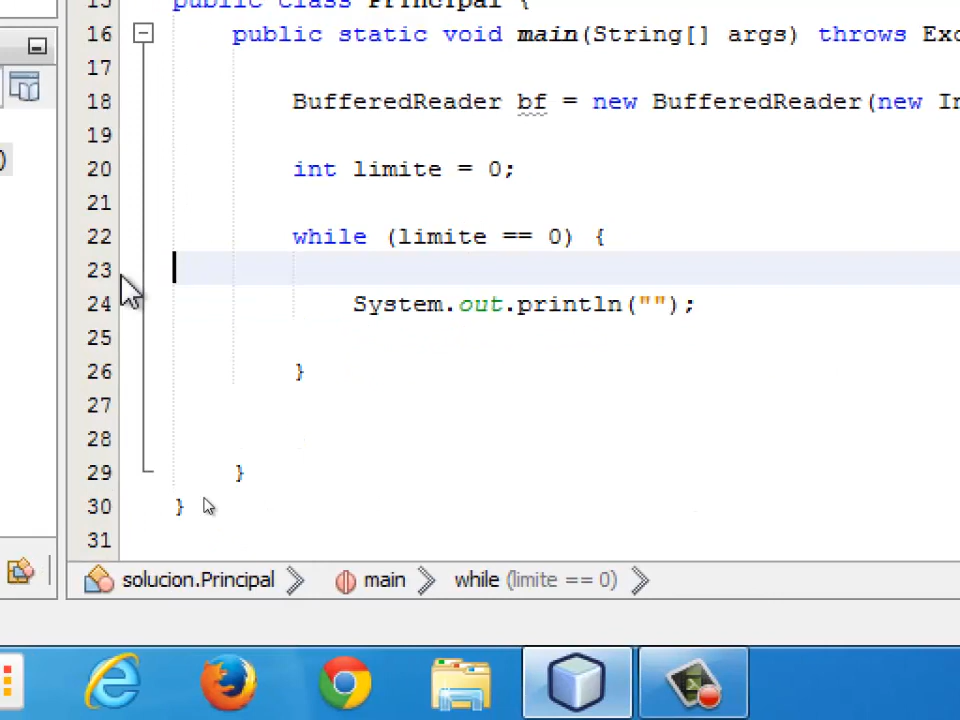 15 public class Principal {
16 public static void main(String[] args) throws Exc
17
18 BufferedReader bf = new BufferedReader(new In
19
20 int limite = 0;
21
22 while (limite == 0) {
23
24 System.out.println("");
25
26 }
27
28
29 }
30 }
31
)
solucion.Principal main while (limite == 0)